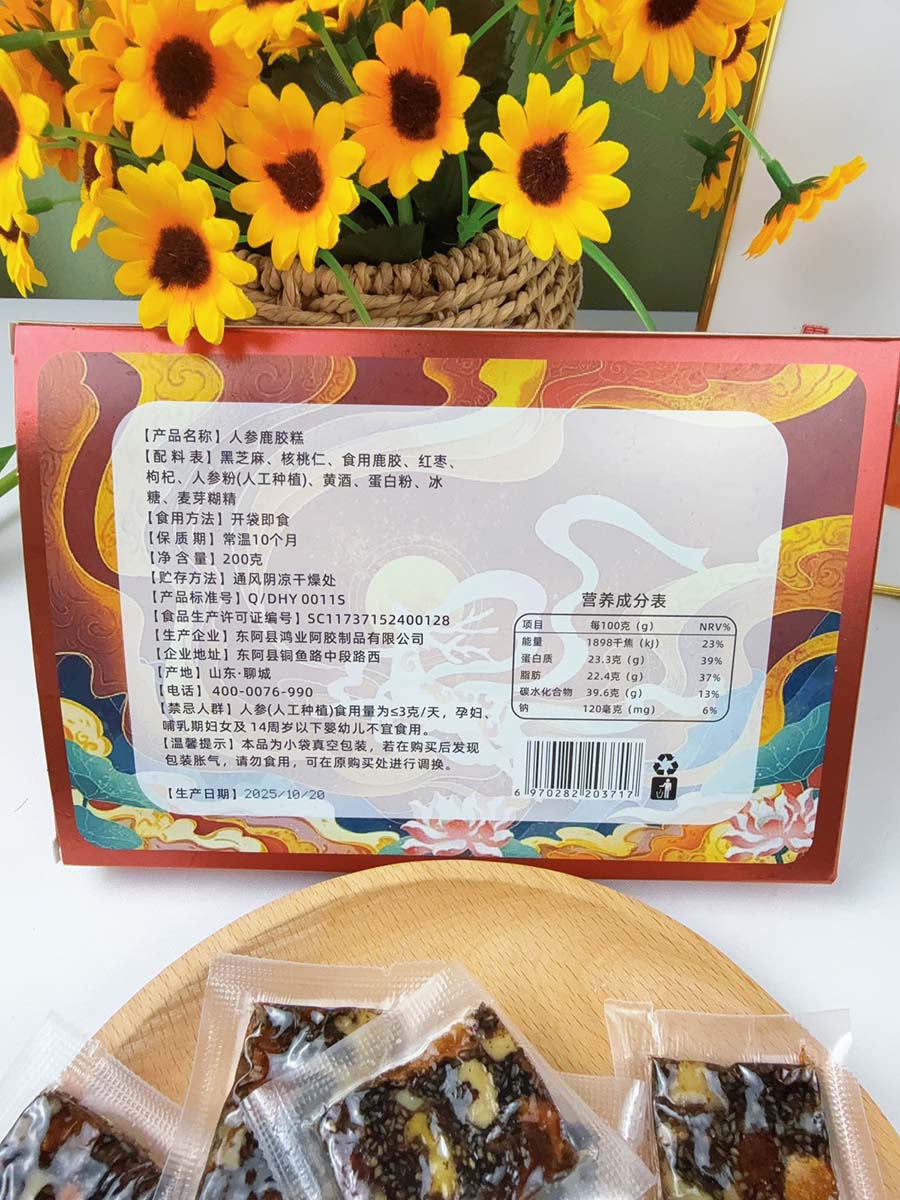 【产品名称】人参鹿胶糕
【配 料 表】黑芝麻、核桃仁、食用鹿胶、红枣、
枸杞、人参粉(人工种植)、黄酒、蛋白粉、冰
糖、麦芽糊精
【食用方法】开袋即食
【保 质 期】常温10个月
【净 含 量】200克
【贮存方法】通风阴凉干燥处
【产品标准号】Q/DHY 0011S
【食品生产许可证编号】SC11737152400128
【生产企业】东阿县鸿业阿胶制品有限公司
【企业地址】东阿县铜鱼路中段路西
【产地】山东·聊城
【电话】400-0076-990
【禁忌人群】人参(人工种植)食用量为≤3克/天，孕妇、
哺乳期妇女及 14周岁以下婴幼儿不宜食用。
【温馨提示】本品为小袋真空包装，若在购买后发现
包装胀气，请勿食用，可在原购买处进行调换。
【生产日期】2025/10/20
营养成分表
项目 每100克(g) NRV%
能量 1898千焦(kJ) 23%
蛋白质 23.3克(g) 39%
脂肪 22.4克(g) 37%
碳水化合物 39.6克(g) 13%
钠 120毫克(mg) 6%
6 970282 203717